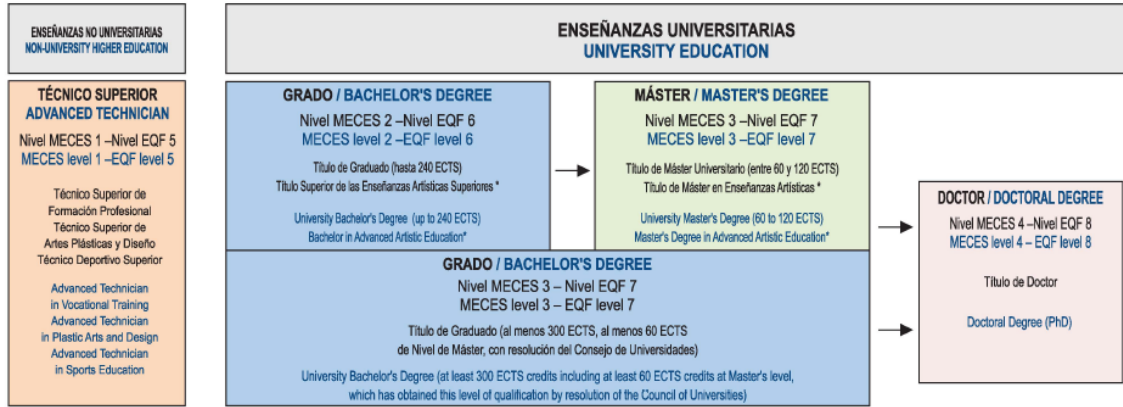 ENSEÑANZAS NO UNIVERSITARIAS
NON-UNIVERSITY HIGHER EDUCATION
TÉCNICO SUPERIOR
ADVANCED TECHNICIAN
Nivel MECES 1 –Nivel EQF 5
MECES level 1 –EQF level 5
Técnico Superior de
Formación Profesional
Técnico Superior de
Artes Plásticas y Diseño
Técnico Deportivo Superior
Advanced Technician
in Vocational Training
Advanced Technician
in Plastic Arts and Design
Advanced Technician
in Sports Education
ENSEÑANZAS UNIVERSITARIAS
UNIVERSITY EDUCATION
GRADO / BACHELOR'S DEGREE
Nivel MECES 2 –Nivel EQF 6
MECES level 2 –EQF level 6
Título de Graduado (hasta 240 ECTS)
Título Superior de las Enseñanzas Artísticas Superiores *
University Bachelor's Degree (up to 240 ECTS)
Bachelor in Advanced Artistic Education*
MÁSTER / MASTER'S DEGREE
Nivel MECES 3 –Nivel EQF 7
MECES level 3 –EQF level 7
Título de Máster Universitario (entre 60 y 120 ECTS)
Título de Máster en Enseñanzas Artísticas *
University Master's Degree (60 to 120 ECTS)
Master's Degree in Advanced Artistic Education*
GRADO / BACHELOR'S DEGREE
Nivel MECES 3 – Nivel EQF 7
MECES level 3 – EQF level 7
Título de Graduado (al menos 300 ECTS, al menos 60 ECTS
de Nivel de Máster, con resolución del Consejo de Universidades)
University Bachelor's Degree (at least 300 ECTS credits including at least 60 ECTS credits at Master's level,
which has obtained this level of qualification by resolution of the Council of Universities)
DOCTOR / DOCTORAL DEGREE
Nivel MECES 4 –Nivel EQF 8
MECES level 4 – EQF level 8
Título de Doctor
Doctoral Degree (PhD)